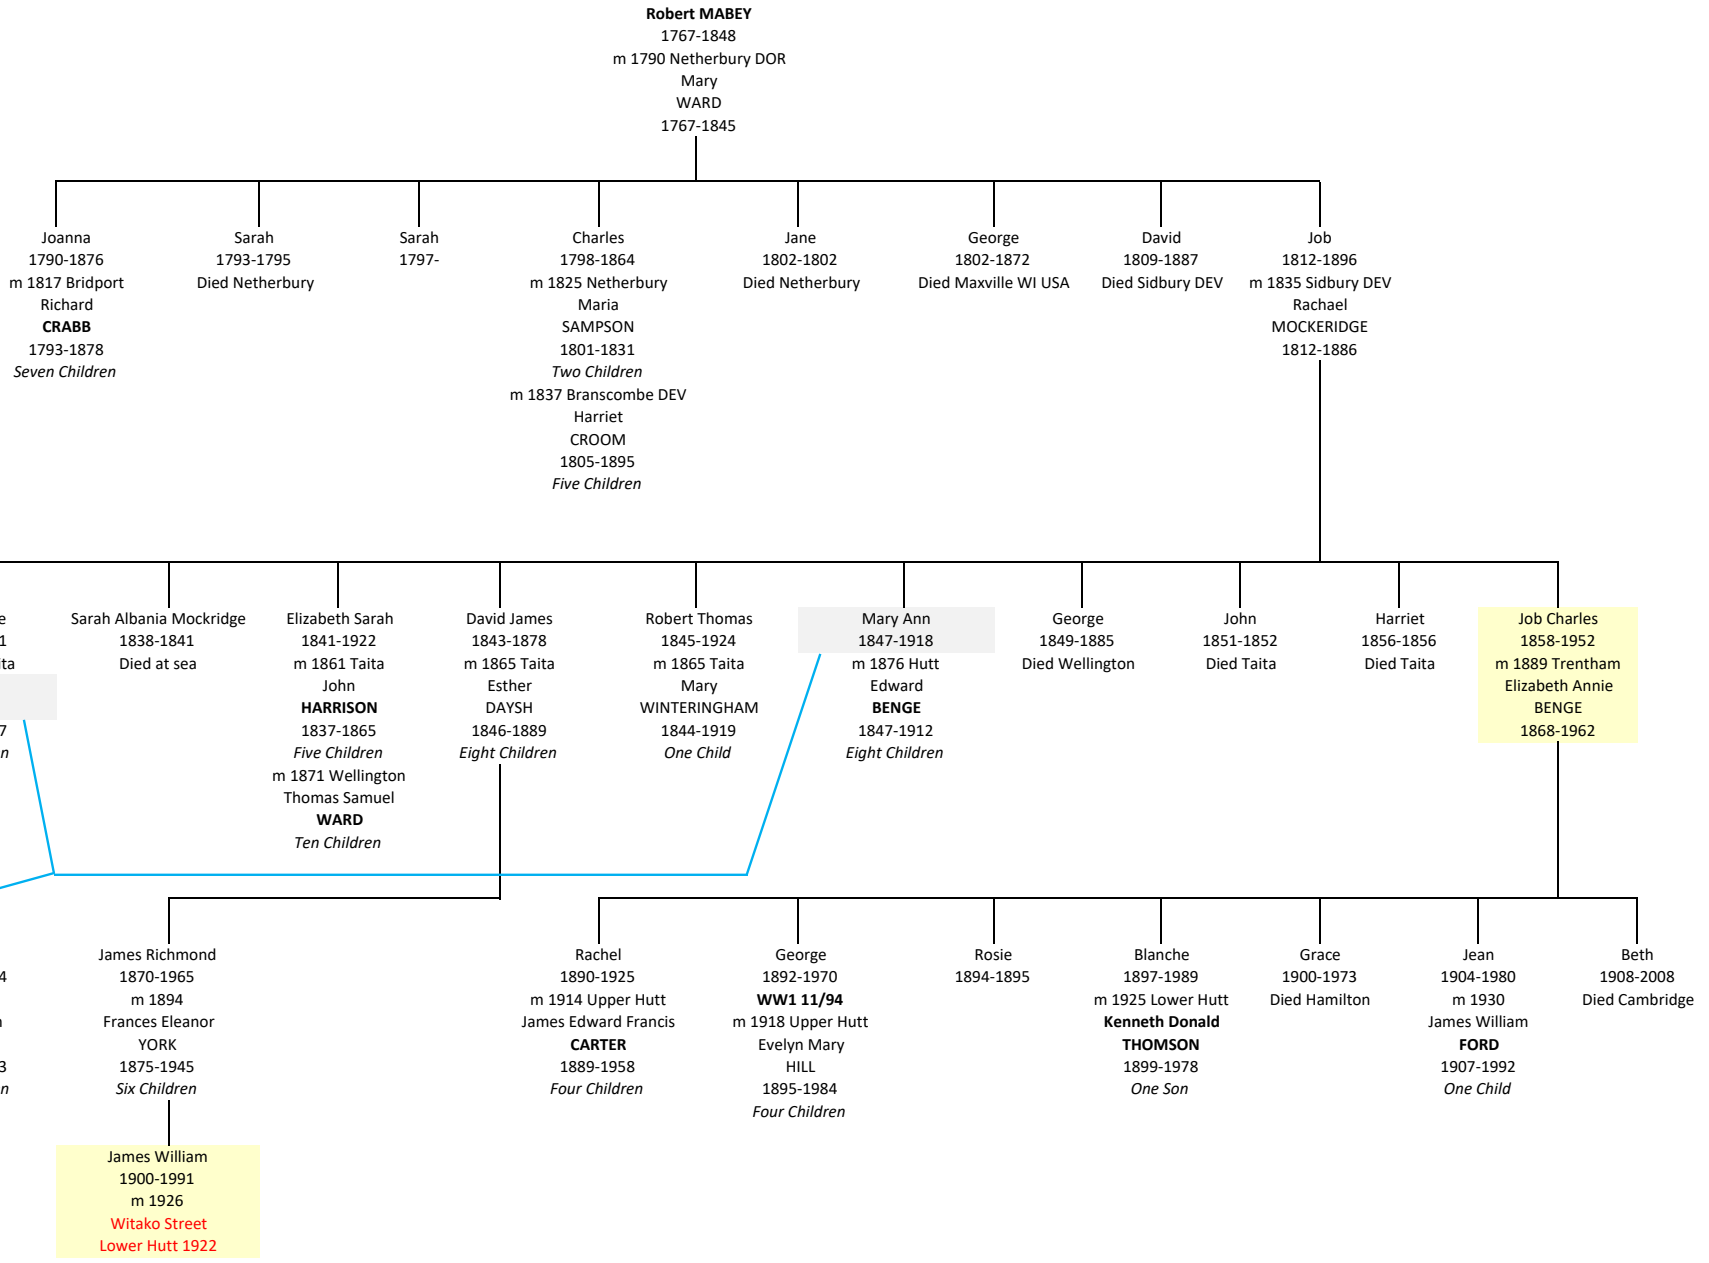 Robert MABEY
1767-1848
m 1790 Netherbury DOR
Mary
WARD
1767-1845
Joanna
1790-1876
m 1817 Bridport
Richard
CRABB
1793-1878
Seven Children
Sarah
1793-1795
Died Netherbury
Sarah
1797-
Charles
1798-1864
m 1825 Netherbury
Maria
SAMPSON
1801-1831
Two Children
m 1837 Branscombe DEV
Harriet
CROOM
1805-1895
Five Children
Jane
1802-1802
Died Netherbury
George
1802-1872
Died Maxville WI USA
David
1809-1887
Died Sidbury DEV
Job
1812-1896
m 1835 Sidbury DEV
Rachael
MOCKERIDGE
1812-1886
e
1
ita
7
n
Sarah Albania Mockridge
1838-1841
Died at sea
Elizabeth Sarah
1841-1922
m 1861 Taita
John
HARRISON
1837-1865
Five Children
m 1871 Wellington
Thomas Samuel
WARD
Ten Children
David James
1843-1878
m 1865 Taita
Esther
DAYSH
1846-1889
Eight Children
Robert Thomas
1845-1924
m 1865 Taita
Mary
WINTERINGHAM
1844-1919
One Child
Mary Ann
1847-1918
m 1876 Hutt
Edward
BENGE
1847-1912
Eight Children
George
1849-1885
Died Wellington
John
1851-1852
Died Taita
Harriet
1856-1856
Died Taita
Job Charles
1858-1952
m 1889 Trentham
Elizabeth Annie
BENGE
1868-1962
4
3
n
James Richmond
1870-1965
m 1894
Frances Eleanor
YORK
1875-1945
Six Children
Rachel
1890-1925
m 1914 Upper Hutt
James Edward Francis
CARTER
1889-1958
Four Children
George
1892-1970
WW1 11/94
m 1918 Upper Hutt
Evelyn Mary
HILL
1895-1984
Four Children
Rosie
1894-1895
Blanche
1897-1989
m 1925 Lower Hutt
Kenneth Donald
THOMSON
1899-1978
One Son
Grace
1900-1973
Died Hamilton
Jean
1904-1980
m 1930
James William
FORD
1907-1992
One Child
Beth
1908-2008
Died Cambridge
James William
1900-1991
m 1926
Witako Street
Lower Hutt 1922